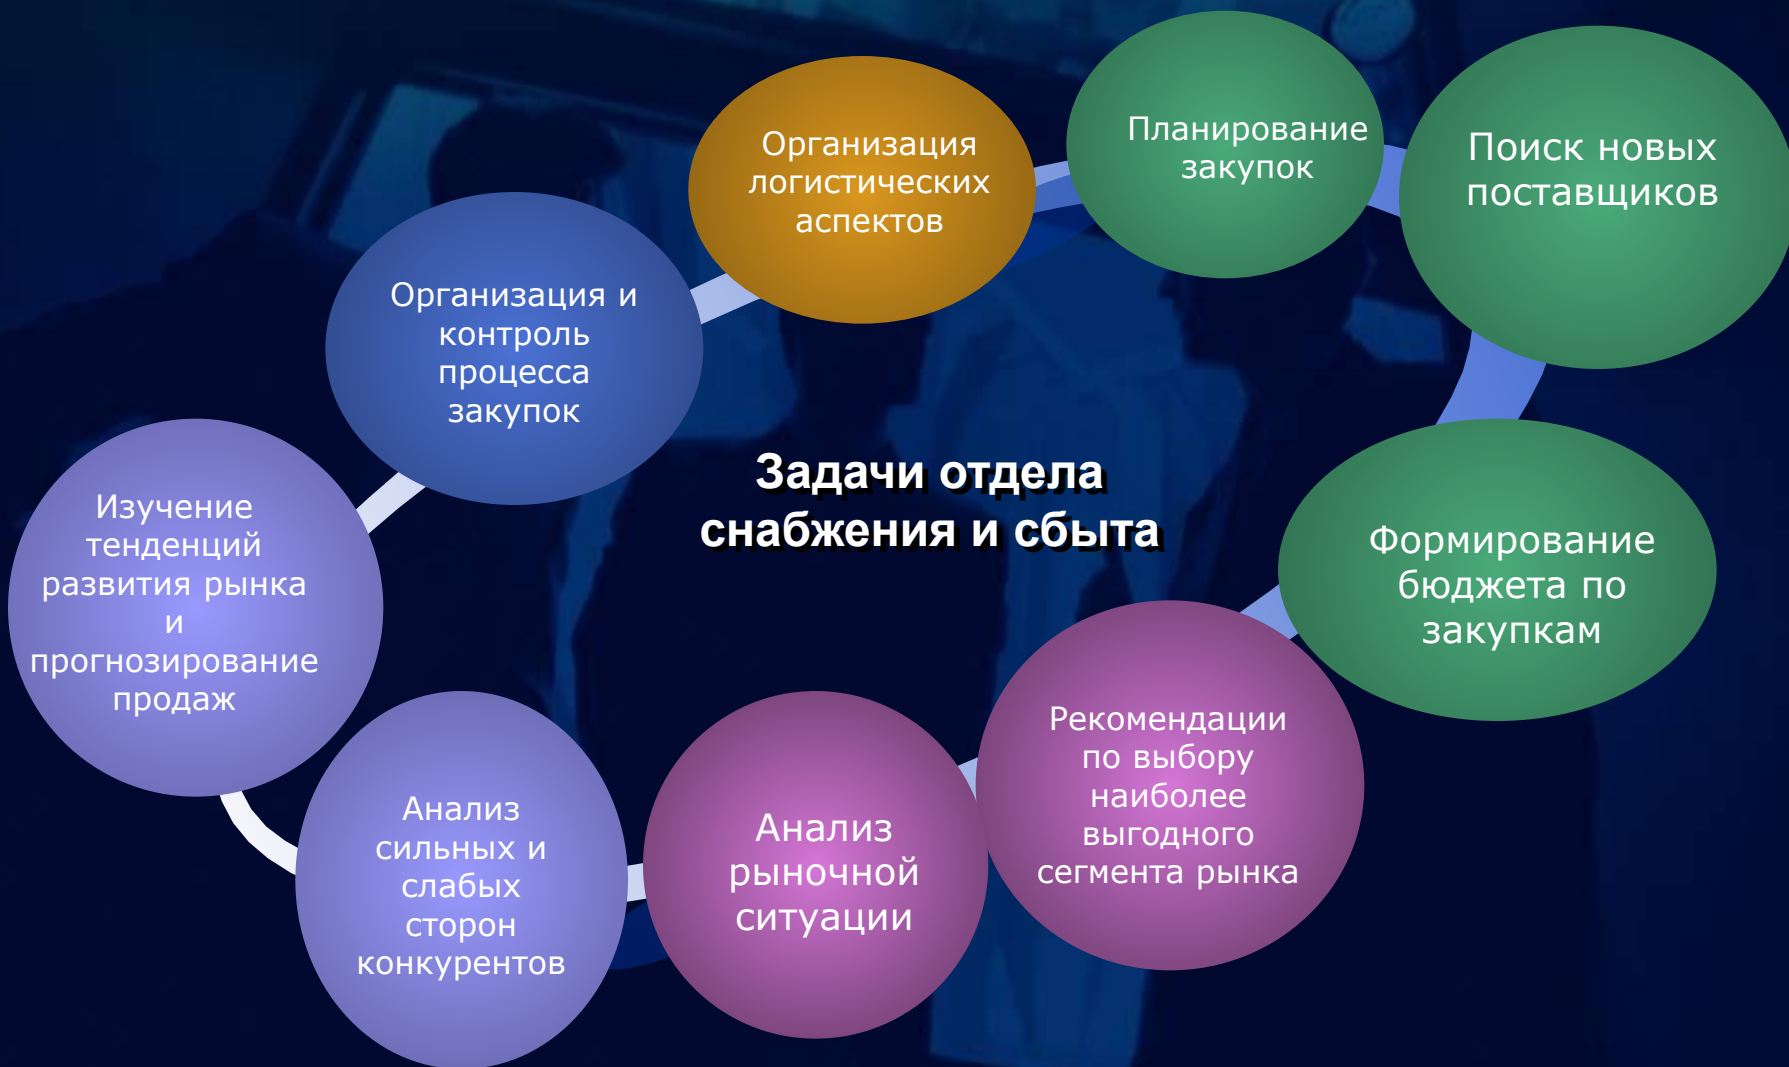 Организация
логистических
аспектов
Планирование
закупок
Поиск новых
поставщиков
Организация и
контроль
процесса
закупок
Задачи отдела
снабжения и сбыта
Изучение
тенденций
развития рынка
и
прогнозирование
продаж
Формирование
бюджета по
закупкам
Анализ
сильных и
слабых
сторон
конкурентов
Анализ
рыночной
ситуации
Рекомендации
по выбору
наиболее
выгодного
сегмента рынка